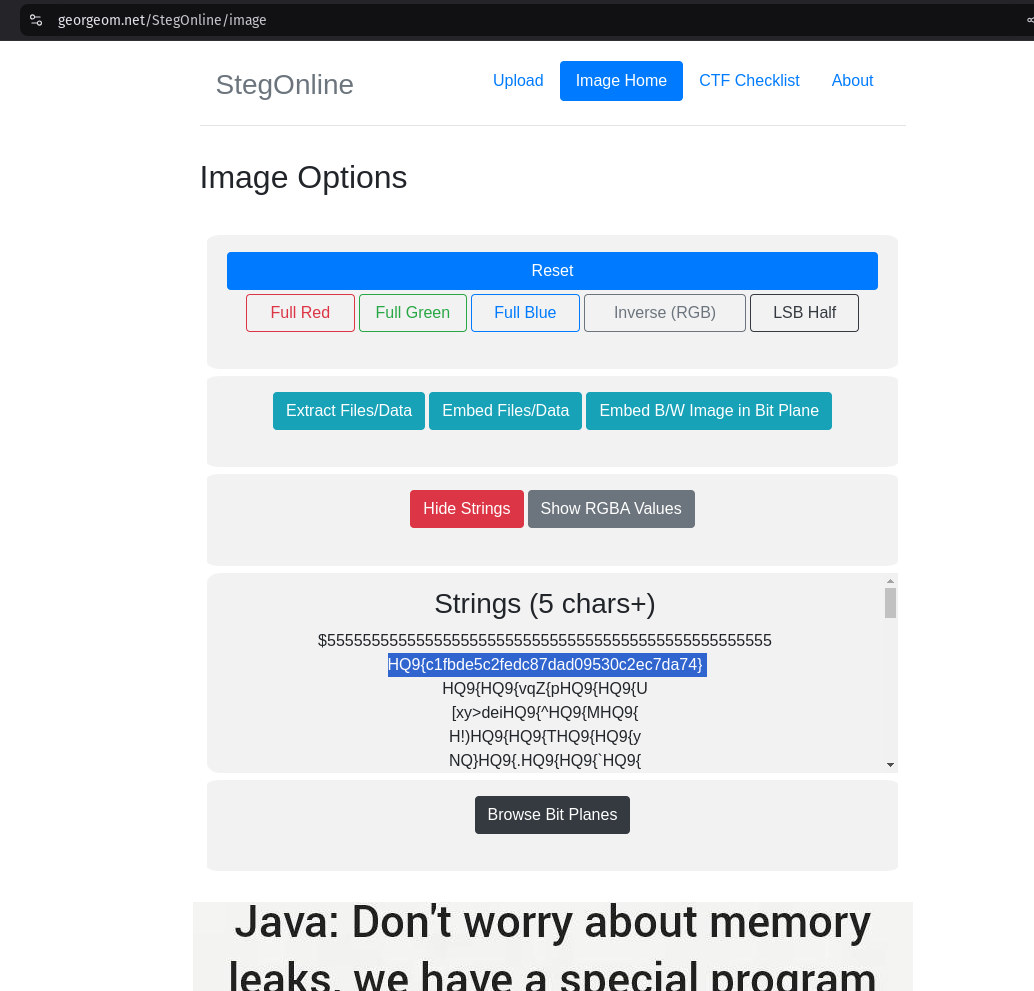 georgeom.net/StegOnline/image
StegOnline
Upload
Image Home
CTF Checklist
About
Image Options
Reset
Full Red
Full Green
Full Blue
Inverse (RGB)
LSB Half
Extract Files/Data
Embed Files/Data
Embed B/W Image in Bit Plane
Hide Strings
Show RGBA Values
Strings (5 chars+)
$55555555555555555555555555555555555555555555555555
HQ9{c1fbde5c2fedc87dad09530c2ec7da74}
HQ9{HQ9{vqZ{pHQ9{HQ9{U
[xy>deiHQ9{^HQ9{MHQ9{
H!)HQ9{HQ9{THQ9{HQ9{y
NQ}HQ9{.HQ9{HQ9{`HQ9{
Browse Bit Planes
Java: Don't worry about memory
leaks, we have a special program